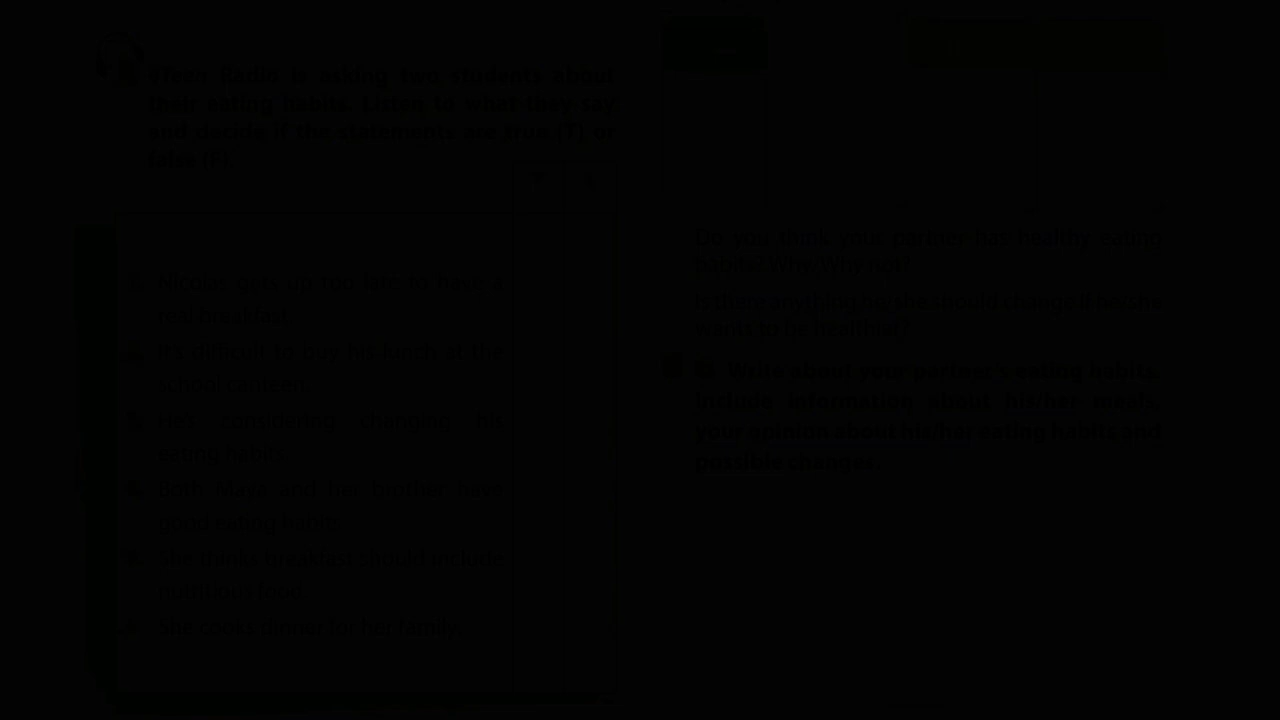 Teen Radio is asking two students about
their eating habits. Listen to what they say
and decide if the statements are true (T) or
false (F).
T F
Nicolas gets up too late to have a
real breakfast.
It's difficult to buy his lunch at the
school canteen.
He's considering changing his
eating habits.
Both Maya and her brother have
good eating habits.
She thinks breakfast should include
nutritious food.
She cooks dinner for her family.
Do you think your partner has healthy eating
habits? Why/Why not?
Is there anything he/she should change if he/she
wants to be healthier?
Write about your partner's eating habits.
Include information about his/her meals,
your opinion about his/her eating habits and
possible changes.